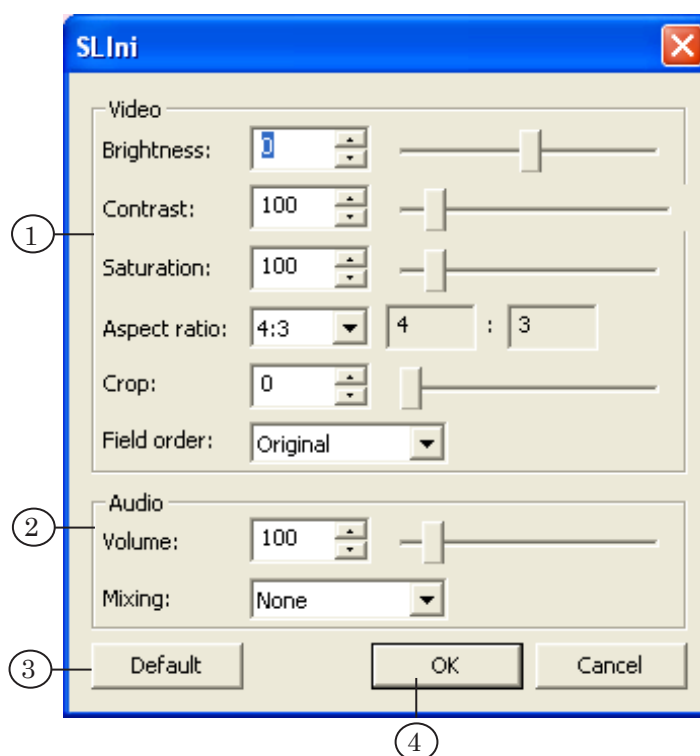 SLIni
Video
Brightness: 0
Contrast: 100
1
Saturation: 100
Aspect ratio: 4:3 4 : 3
Crop: 0
Field order: Original
Audio
2
Volume: 100
Mixing: None
3 Default OK Cancel
4